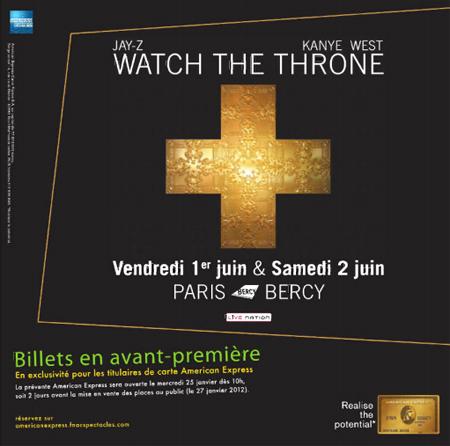 JAY-Z KANYE WEST
WATCH THE THRONE
Vendredi 1er juin & Samedi 2 juin
PARIS BERCY BERCY
LIVE NATION
Billets en avant-première
En exclusivité pour les titulaires de carte American Express
La prévente American Express sera ouverte le mercredi 25 janvier dès 10h,
soit 2 jours avant la mise en vente des places au public (le 27 janvier 2012).
réservez sur
americanexpress.fnacspectacles.com
Realise
the
potential*